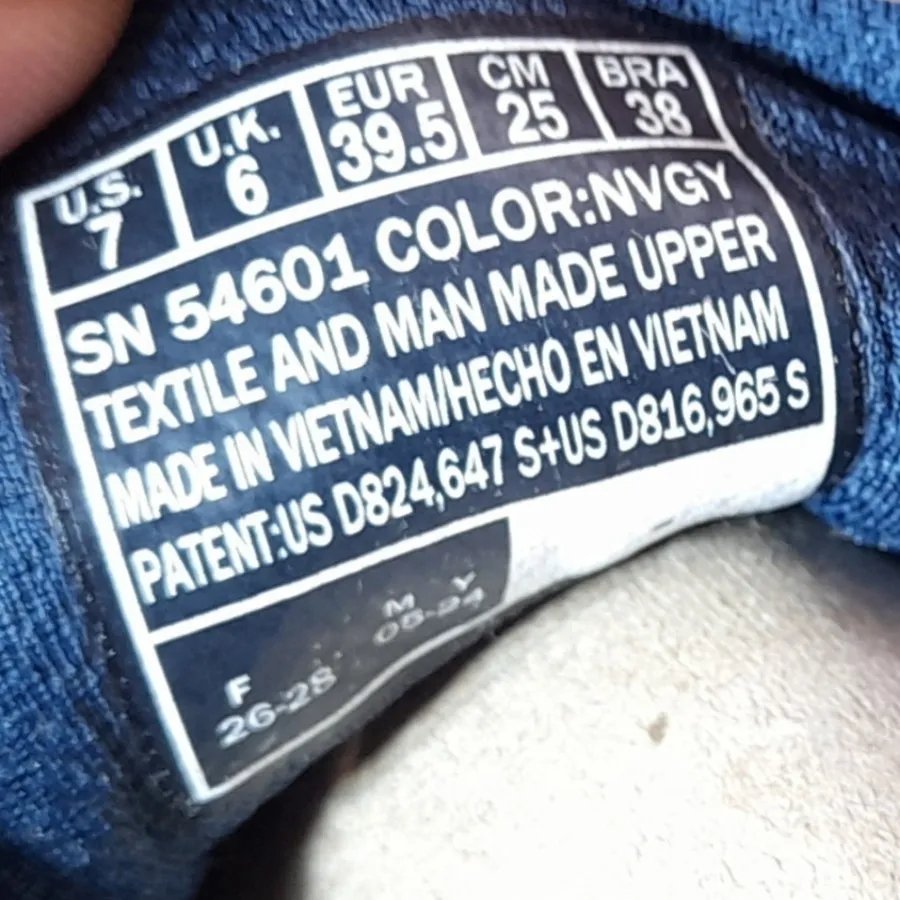 U.S. U.K. EUR CM BRA
7 6 39.5 25 38
SN 54601 COLOR:NVGY
TEXTILE AND MAN MADE UPPER
MADE IN VIETNAM/HECHO EN VIETNAM
PATENT:US D824,647 S+US D816,965 S
F M Y
26-28 05-24